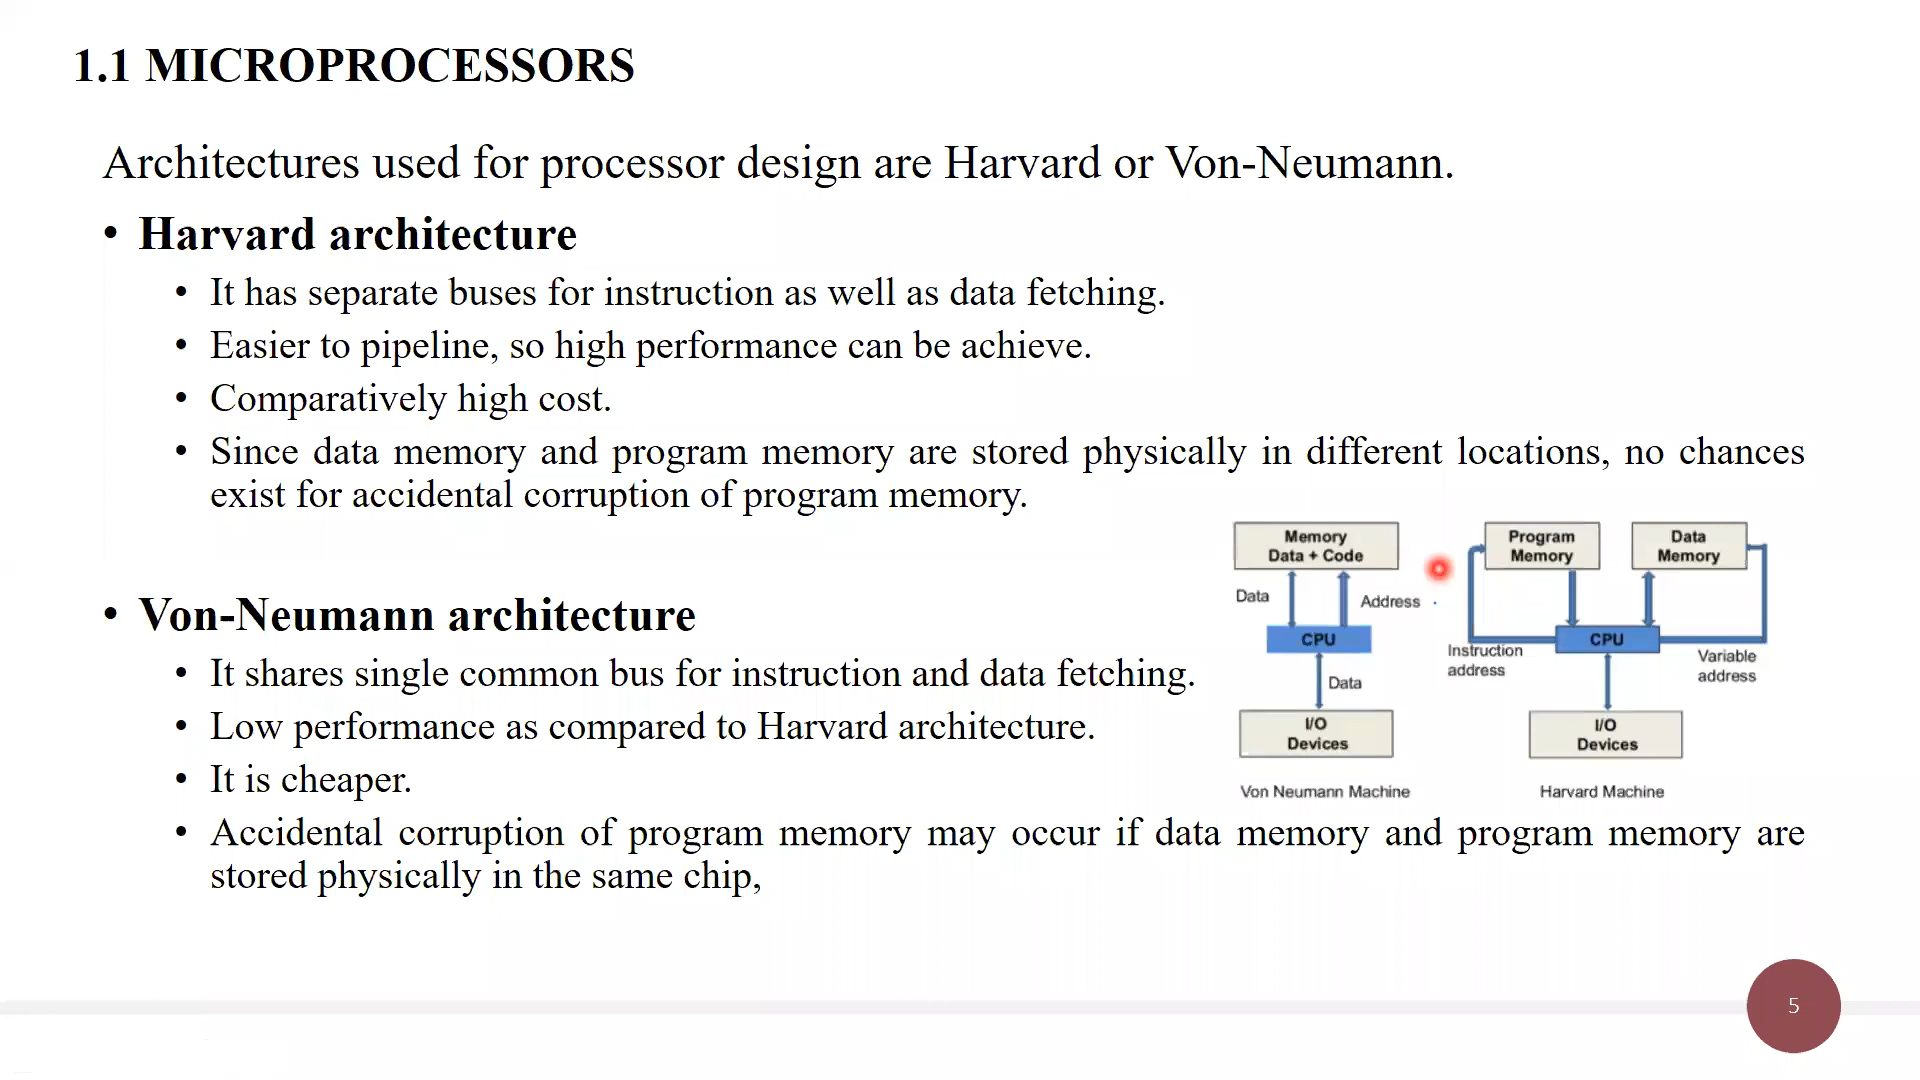 1.1 MICROPROCESSORS
Architectures used for processor design are Harvard or Von-Neumann.
• Harvard architecture
• It has separate buses for instruction as well as data fetching.
• Easier to pipeline, so high performance can be achieve.
• Comparatively high cost.
• Since data memory and program memory are stored physically in different locations, no chances
exist for accidental corruption of program memory.
• Von-Neumann architecture
• It shares single common bus for instruction and data fetching.
• Low performance as compared to Harvard architecture.
• It is cheaper.
• Accidental corruption of program memory may occur if data memory and program memory are
stored physically in the same chip,
Memory
Data + Code
Data
Address
CPU
Data
I/O
Devices
Von Neumann Machine
Program
Memory
Data
Memory
CPU
Instruction
address
Variable
address
I/O
Devices
Harvard Machine
5